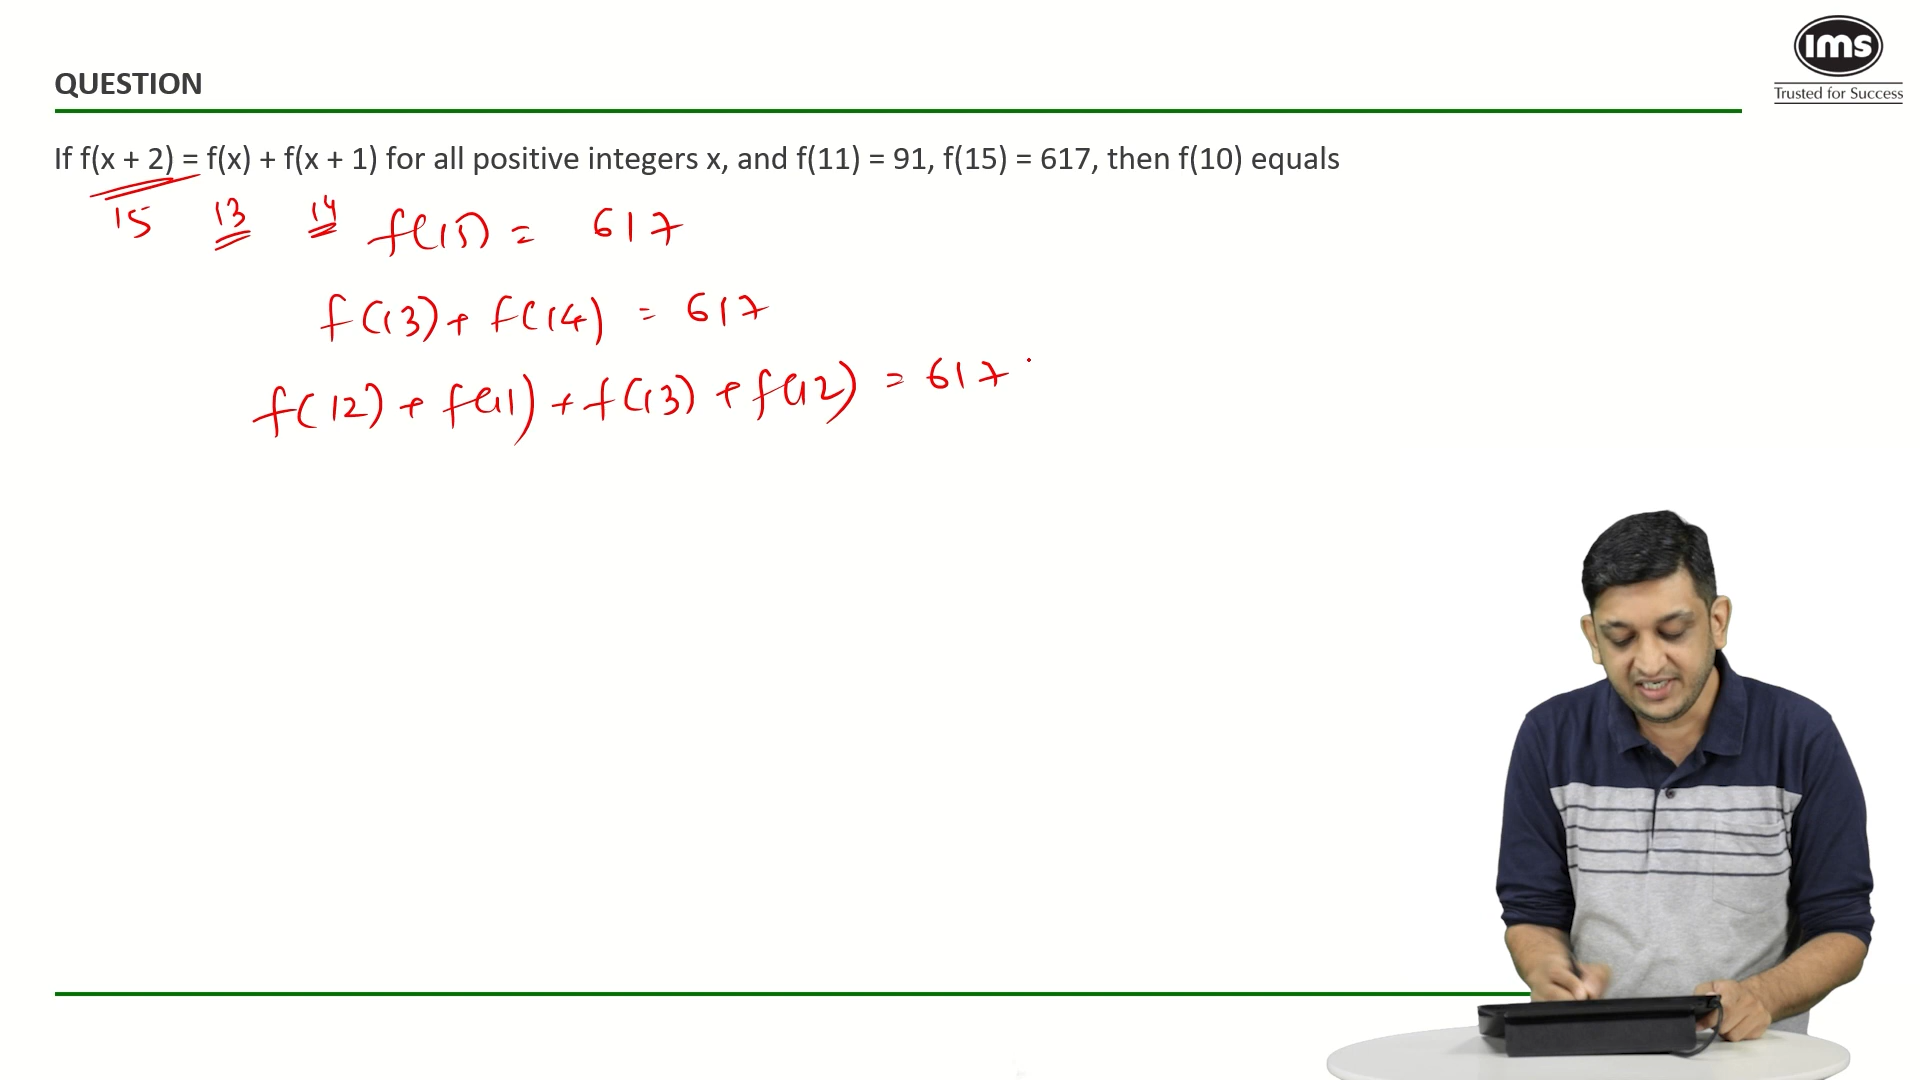 ims
Trusted for Success
QUESTION
If f(x + 2) = f(x) + f(x + 1) for all positive integers x, and f(11) = 91, f(15) = 617, then f(10) equals
15 13 14 f(15) = 617
f(13) + f(14) = 617
f(12) + f(11) + f(13) + f(12) = 617